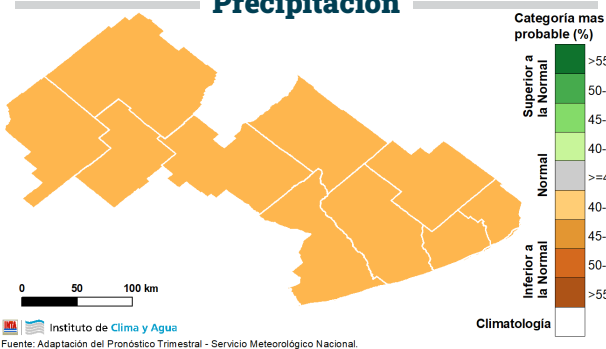 Precipitación
Categoría mas
probable (%)
Superior a
la Normal
Normal
Inferior a
la Normal
>55
50-
45-
40-
>=4
40-
45-
50-
>55
Climatología
0 50 100 km
INTA Instituto de Clima y Agua
Fuente: Adaptación del Pronóstico Trimestral - Servicio Meteorológico Nacional.